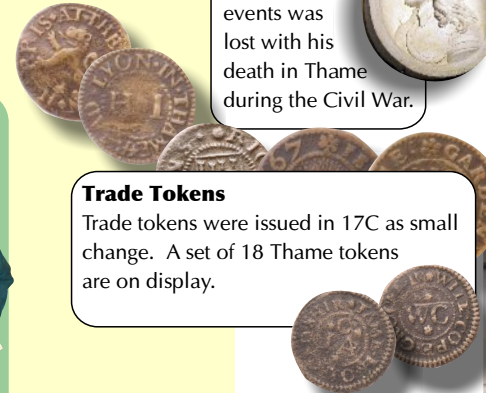 events was
lost with his
death in Thame
during the Civil War.
Trade Tokens
Trade tokens were issued in 17C as small
change. A set of 18 Thame tokens
are on display.